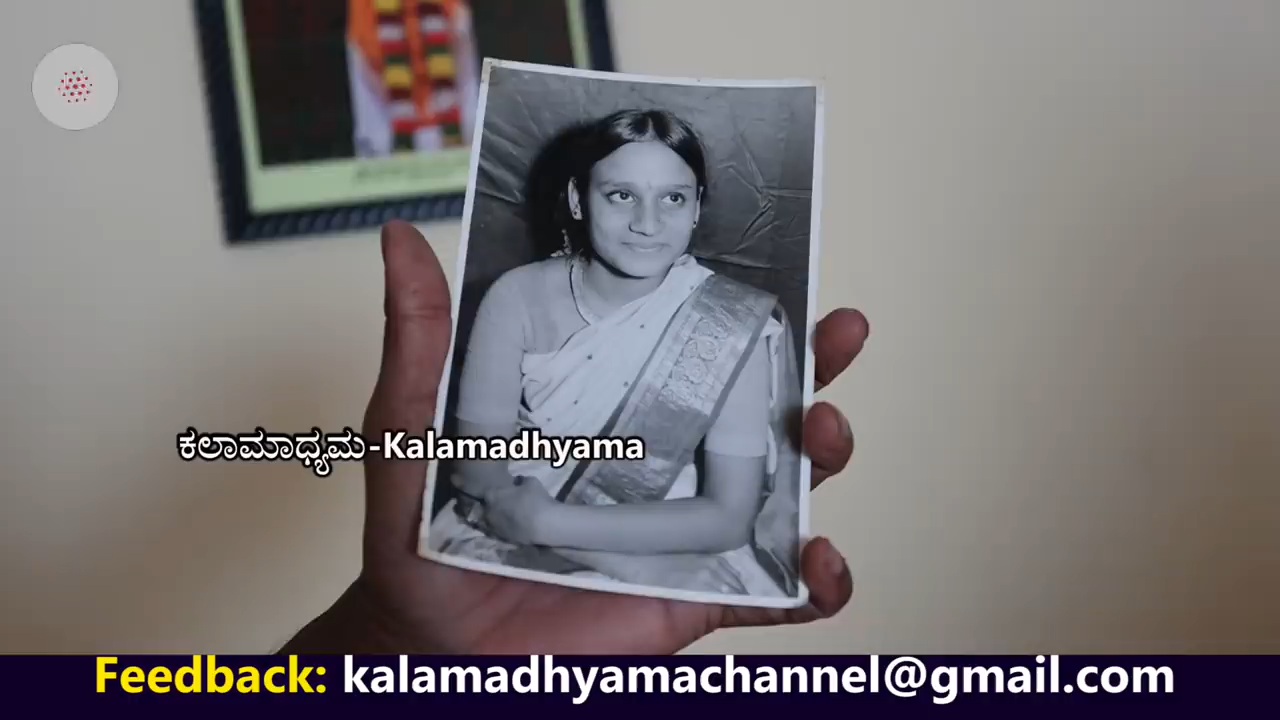 ಕಲಾಮಾಧ್ಯಮ-Kalamadhyama
Feedback: kalamadhyamachannel@gmail.com